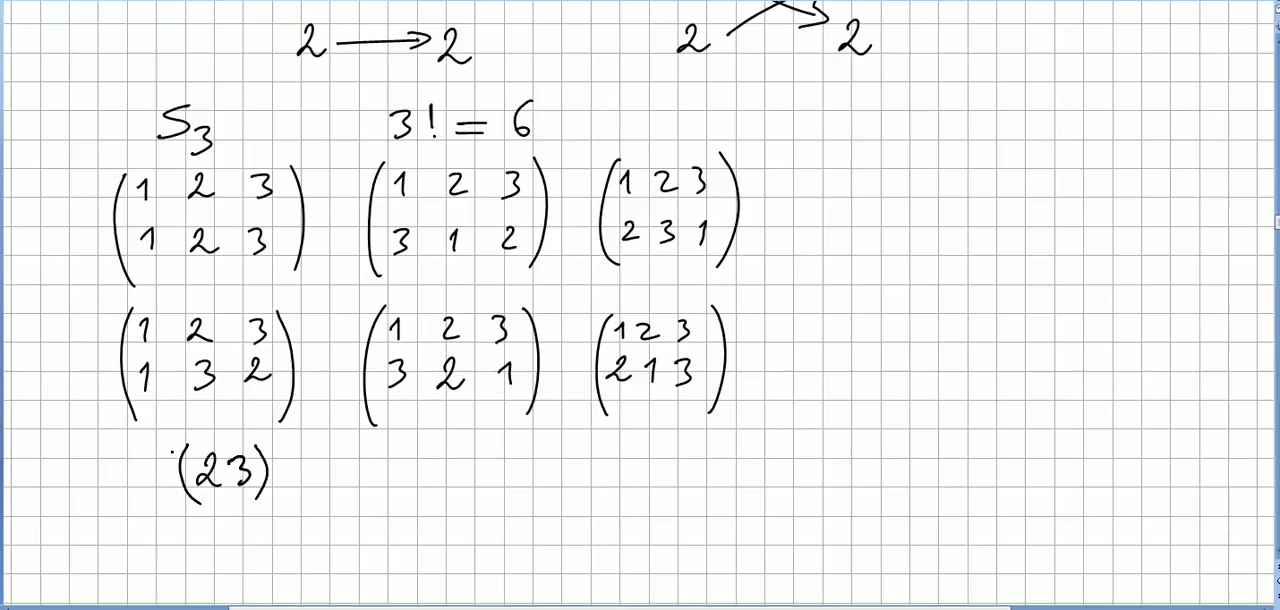 2 → 2 2 2
S₃ 3! = 6
(1 2 3) (1 2 3) (1 2 3)
(1 2 3) (3 1 2) (2 3 1)
(1 2 3) (1 2 3) (1 2 3)
(1 3 2) (3 2 1) (2 1 3)
(2 3)